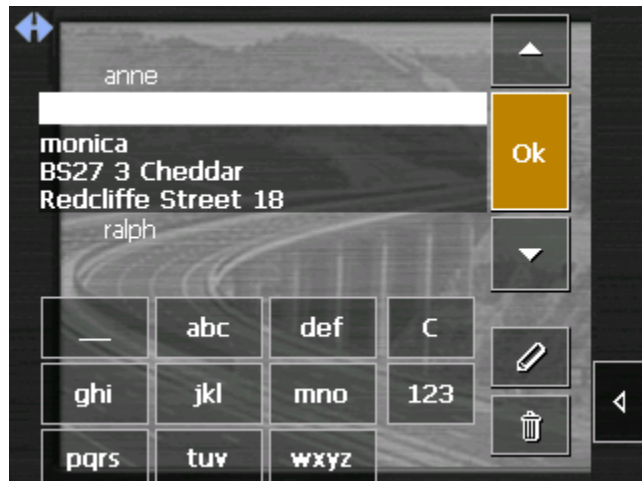 anne
monica
BS27 3 Cheddar
Redcliffe Street 18
ralph
Ok
__ abc def C
ghi jkl mno 123
pqrs tuv wxyz